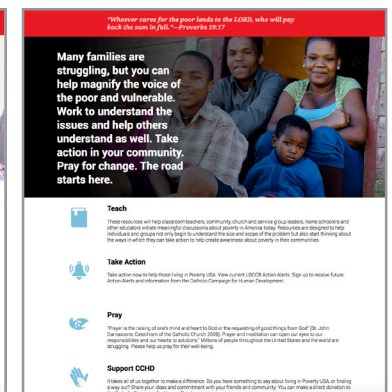 "Whoever cares for the poor lends to the LORD, who will pay
back the sum in full."—Proverbs 19:17
Many families are
struggling, but you can
help magnify the voice of
the poor and vulnerable.
Work to understand the
issues and help others
understand as well. Take
action in your community.
Pray for change. The road
starts here.
Teach
These resources will help classroom teachers, community, church and service group leaders, home schoolers and
other educators initiate meaningful discussions about poverty in America today. Resources are designed to help
individuals and groups not only begin to understand the size and scope of the problem but also start thinking about
the ways in which they can take action to help create awareness about poverty in their communities.
Take Action
Take action now to help those living in Poverty USA. View current USCCB Action Alerts. Sign up to receive future
Action Alerts and information from the Catholic Campaign for Human Development.
Pray
"Prayer is the raising of one's mind and heart to God or the requesting of good things from God" (St. John
Damascene, Catechism of the Catholic Church 2559). Prayer and meditation can open our eyes to our
responsibilities and our hearts to solutions." Millions of people throughout the United States and the world are
struggling. Please help us pray for their well-being.
Support CCHD
It takes all of us together to make a difference. Do you have something to say about living in Poverty USA, or finding
a way out? Share your ideas and commitment with your friends and community. You can make a direct donation to